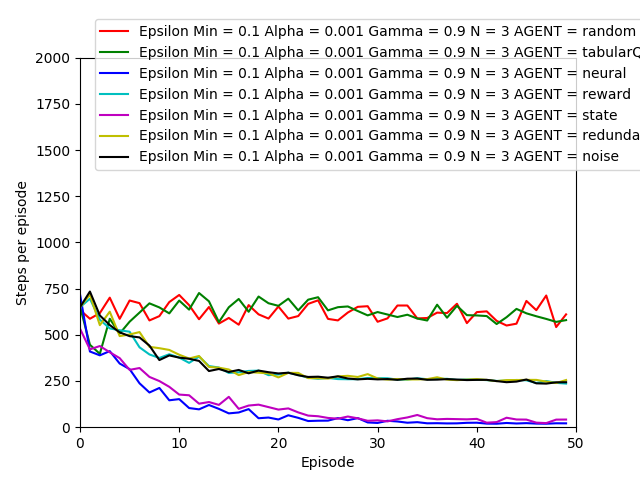 Epsilon Min = 0.1 Alpha = 0.001 Gamma = 0.9 N = 3 AGENT = random
Epsilon Min = 0.1 Alpha = 0.001 Gamma = 0.9 N = 3 AGENT = tabularQ
Epsilon Min = 0.1 Alpha = 0.001 Gamma = 0.9 N = 3 AGENT = neural
Epsilon Min = 0.1 Alpha = 0.001 Gamma = 0.9 N = 3 AGENT = reward
Epsilon Min = 0.1 Alpha = 0.001 Gamma = 0.9 N = 3 AGENT = state
Epsilon Min = 0.1 Alpha = 0.001 Gamma = 0.9 N = 3 AGENT = redunda
Epsilon Min = 0.1 Alpha = 0.001 Gamma = 0.9 N = 3 AGENT = noise
2000
1750
1500
1250
1000
750
500
250
0
Steps per episode
0 10 20 30 40 50
Episode